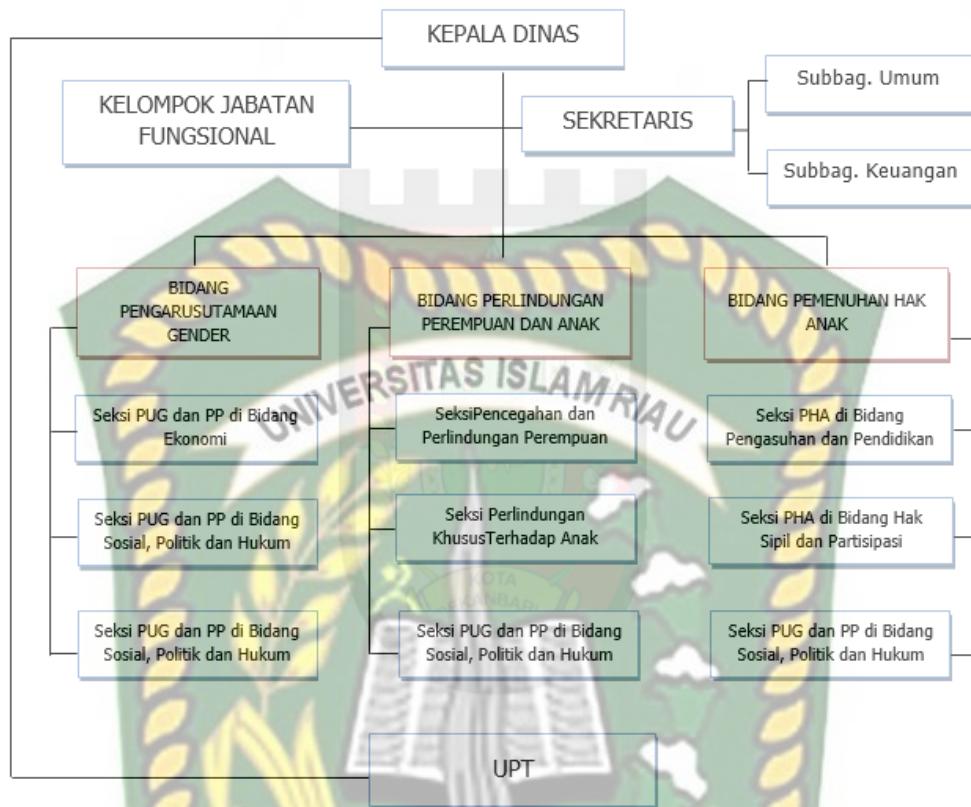 KEPALA DINAS
KELOMPOK JABATAN
FUNGSIONAL
SEKRETARIS
Subbag. Umum
Subbag. Keuangan
BIDANG
PENGARUSUTAMAAN
GENDER
BIDANG PERLINDUNGAN
PEREMPUAN DAN ANAK
BIDANG PEMENUHAN HAK
ANAK
UNIVERSITAS ISLAM RIAU
Seksi PUG dan PP di Bidang
Ekonomi
SeksiPencegahan dan
Perlindungan Perempuan
Seksi PHA di Bidang
Pengasuhan dan Pendidikan
Seksi PUG dan PP di Bidang
Sosial, Politik dan Hukum
Seksi Perlindungan
KhususTerhadap Anak
Seksi PHA di Bidang Hak
Sipil dan Partisipasi
KOTA
Seksi PUG dan PP di Bidang
Sosial, Politik dan Hukum
Seksi PUG dan PP di Bidang
Sosial, Politik dan Hukum
Seksi PUG dan PP di Bidang
Sosial, Politik dan Hukum
UPT